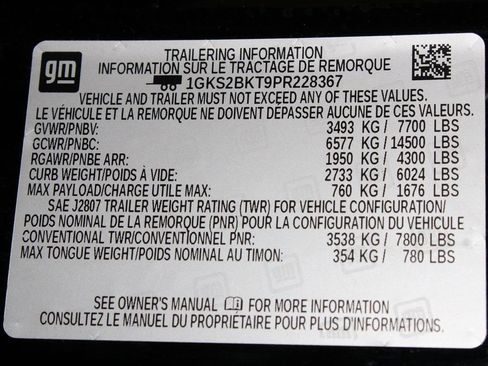 gm
TRAILERING INFORMATION
INFORMATION SUR LE TRACTAGE DE REMORQUE
1GKS2BKT9PR228367
VEHICLE AND TRAILER MUST NOT EXCEED ANY OF THESE VALUES.
LE VÉHICULE ET LA REMORQUE NE DOIVENT DÉPASSER AUCUNE DE CES VALEURS.
GVWR/PNBV: 3493 KG / 7700 LBS
GCWR/PNBC: 6577 KG / 14500 LBS
RGAWR/PNBE ARR: 1950 KG / 4300 LBS
CURB WEIGHT/POIDS À VIDE: 2733 KG / 6024 LBS
MAX PAYLOAD/CHARGE UTILE MAX: 760 KG / 1676 LBS
SAE J2807 TRAILER WEIGHT RATING (TWR) FOR VEHICLE CONFIGURATION/
POIDS NOMINAL DE LA REMORQUE (PNR) POUR LA CONFIGURATION DU VÉHICULE
CONVENTIONAL TWR/CONVENTIONNEL PNR: 3538 KG / 7800 LBS
MAX TONGUE WEIGHT/POIDS NOMINAL AU TIMON: 354 KG / 780 LBS
SEE OWNER'S MANUAL FOR MORE INFORMATION
CONSULTEZ LE MANUEL DU PROPRIÉTAIRE POUR PLUS D'INFORMATIONS.